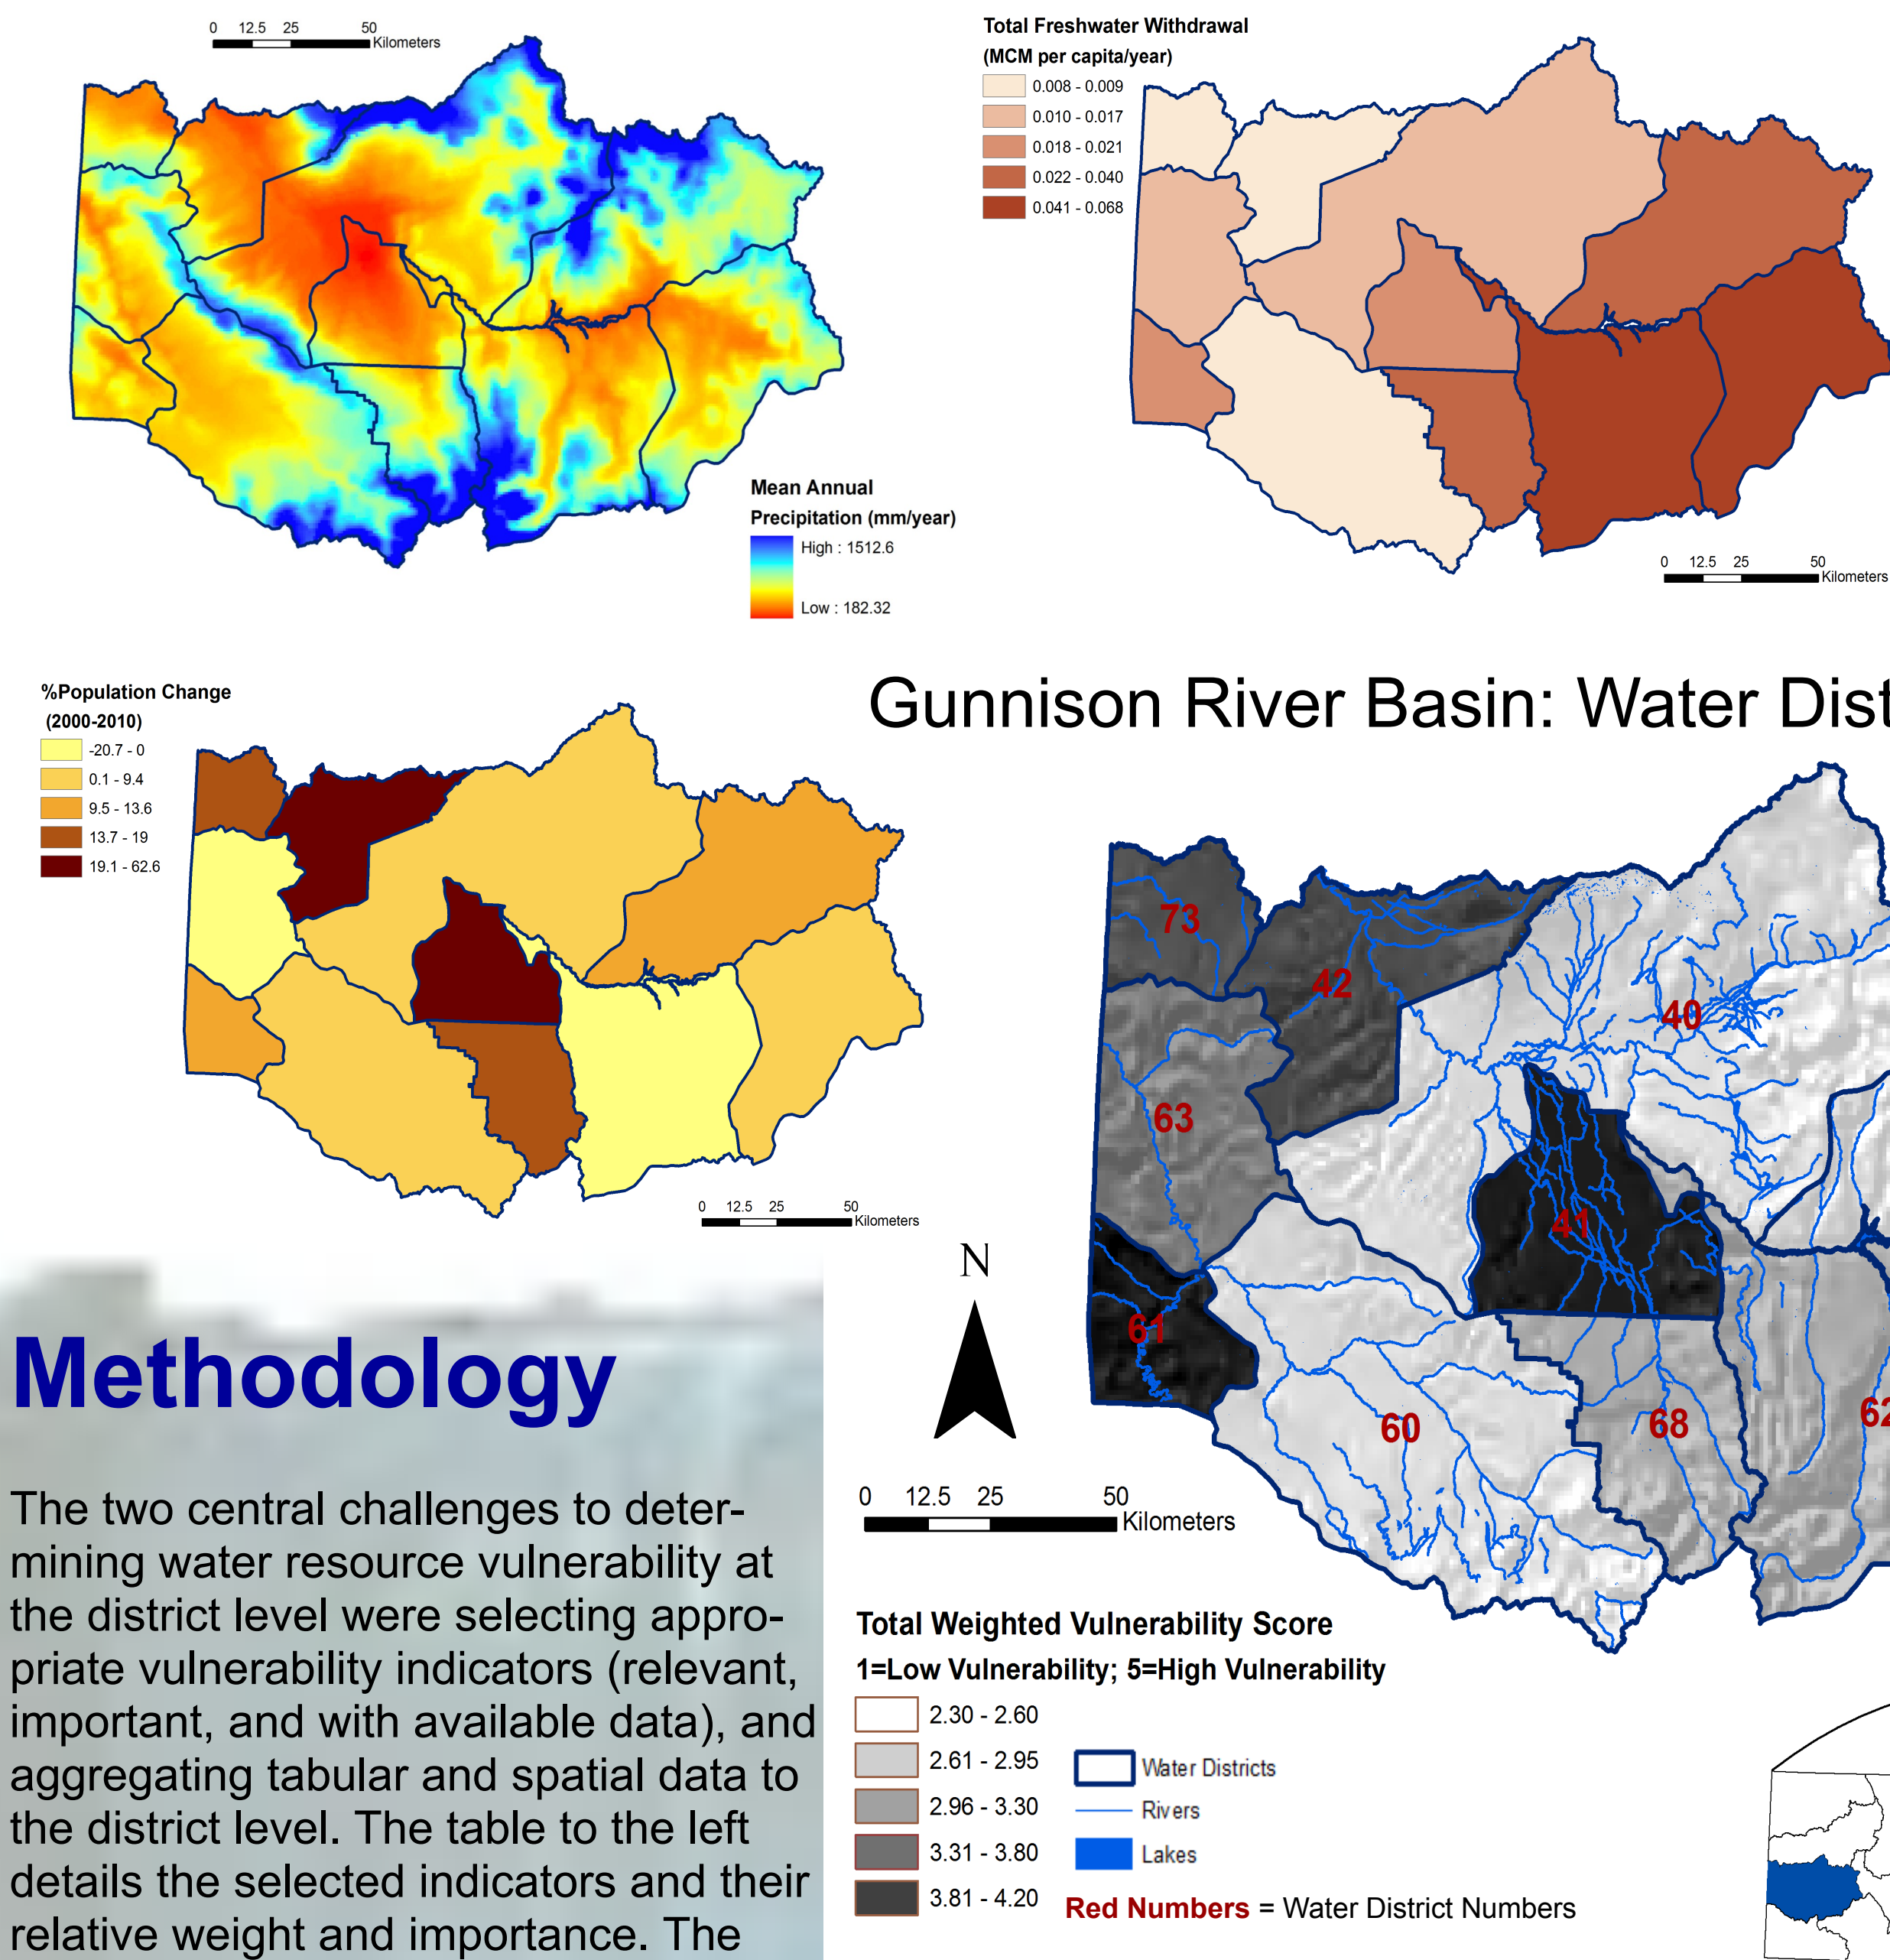 0 12.5 25 50
Kilometers
Mean Annual
Precipitation (mm/year)
High : 1512.6
Low : 182.32
Total Freshwater Withdrawal
(MCM per capita/year)
0.008 - 0.009
0.010 - 0.017
0.018 - 0.021
0.022 - 0.040
0.041 - 0.068
0 12.5 25 50
Kilometers
%Population Change
(2000-2010)
-20.7 - 0
0.1 - 9.4
9.5 - 13.6
13.7 - 19
19.1 - 62.6
0 12.5 25 50
Kilometers
Gunnison River Basin: Water Dist
73
42
40
63
41
61
60
68
62
N
0 12.5 25 50
Kilometers
Total Weighted Vulnerability Score
1=Low Vulnerability; 5=High Vulnerability
2.30 - 2.60
2.61 - 2.95
2.96 - 3.30
3.31 - 3.80
3.81 - 4.20
Water Districts
Rivers
Lakes
Red Numbers = Water District Numbers
Methodology
The two central challenges to deter-
mining water resource vulnerability at
the district level were selecting appro-
priate vulnerability indicators (relevant,
important, and with available data), and
aggregating tabular and spatial data to
the district level. The table to the left
details the selected indicators and their
relative weight and importance. The